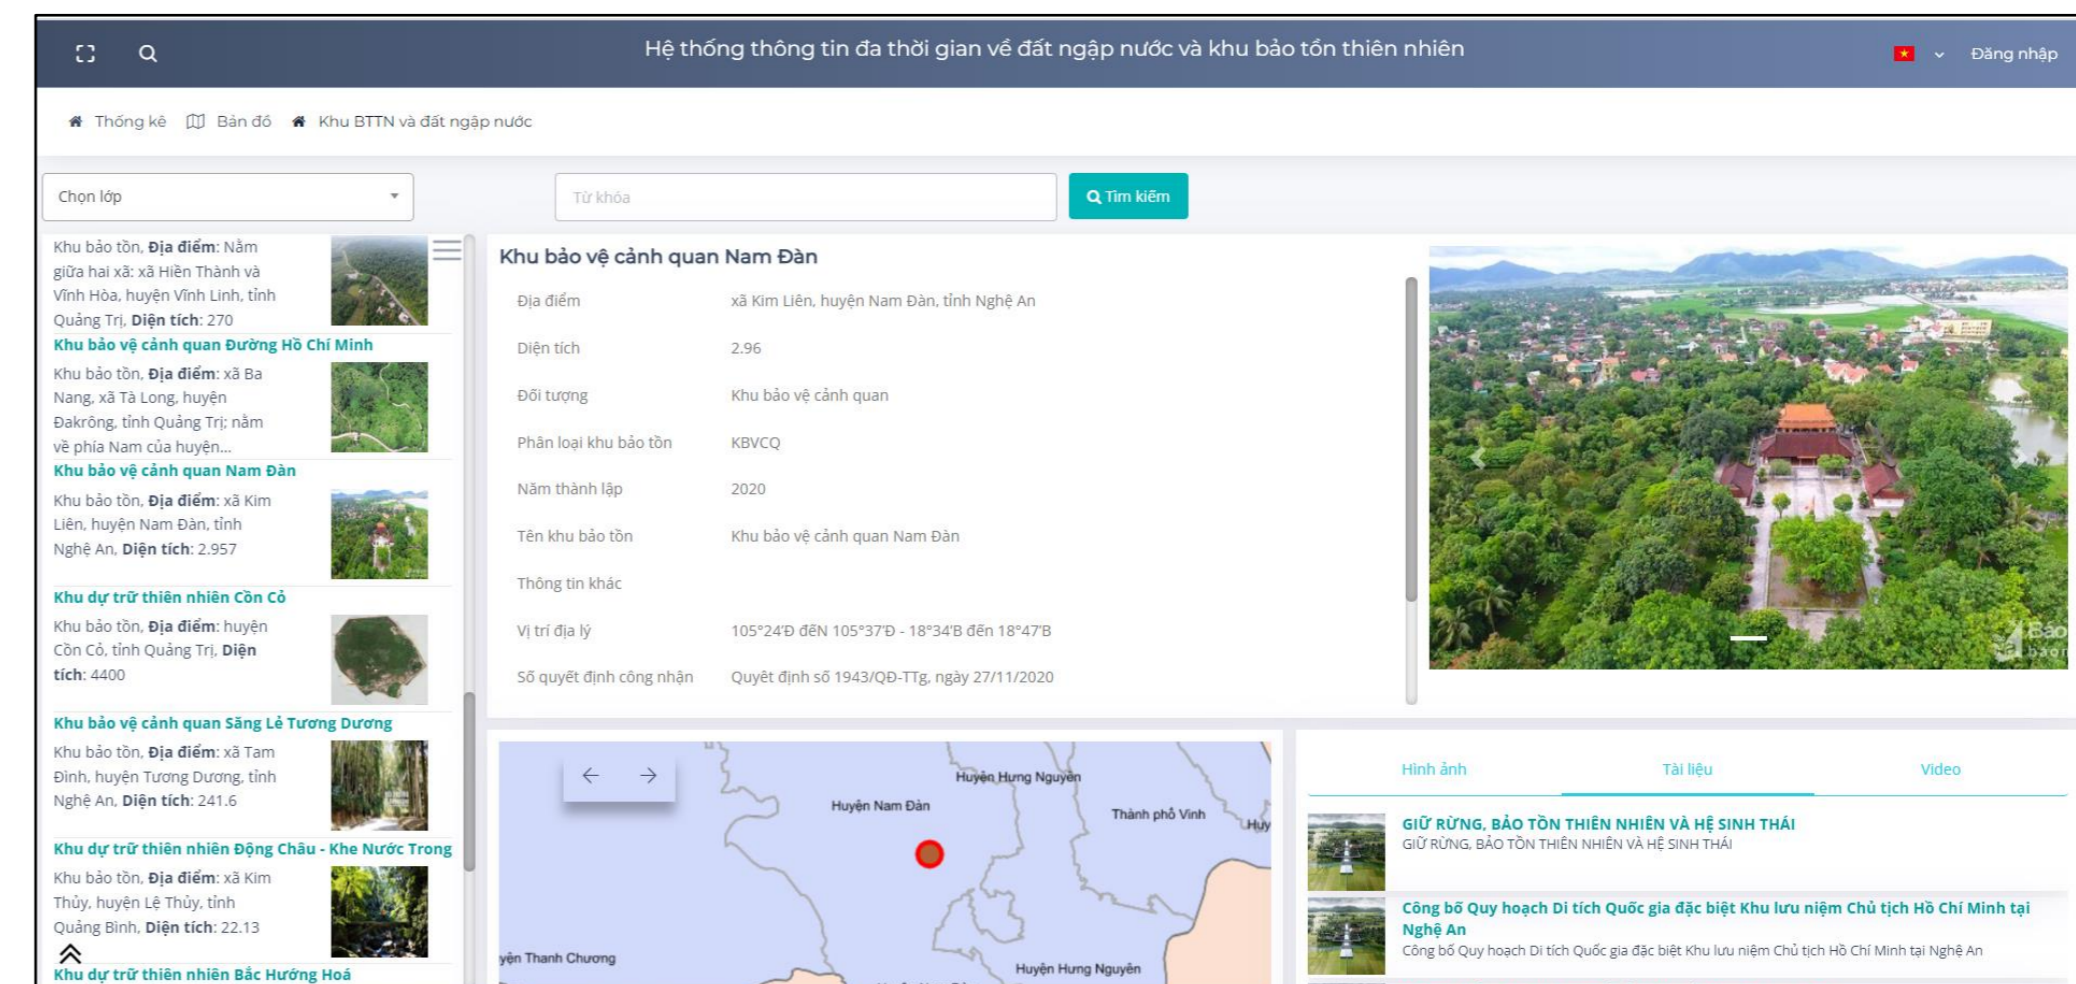 Hệ thống thông tin đa thời gian về đất ngập nước và khu bảo tồn thiên nhiên
Đăng nhập
Thống kê Bản đồ Khu BTTN và đất ngập nước
Chọn lớp
Từ khóa
Tìm kiếm
Khu bảo tồn, Địa điểm: Nằm
giữa hai xã: xã Hiền Thành và
Vĩnh Hòa, huyện Vĩnh Linh, tỉnh
Quảng Trị, Diện tích: 270
Khu bảo vệ cảnh quan Đường Hồ Chí Minh
Khu bảo tồn, Địa điểm: xã Ba
Nang, xã Tà Long, huyện
Đakrông, tỉnh Quảng Trị; nằm
về phía Nam của huyện...
Khu bảo vệ cảnh quan Nam Đàn
Khu bảo tồn, Địa điểm: xã Kim
Liên, huyện Nam Đàn, tỉnh
Nghệ An, Diện tích: 2.957
Khu dự trữ thiên nhiên Cồn Cỏ
Khu bảo tồn, Địa điểm: huyện
Cồn Cỏ, tỉnh Quảng Trị, Diện
tích: 4400
Khu bảo vệ cảnh quan Săng Lẻ Tương Dương
Khu bảo tồn, Địa điểm: xã Tam
Đình, huyện Tương Dương, tỉnh
Nghệ An, Diện tích: 241.6
Khu dự trữ thiên nhiên Động Châu - Khe Nước Trong
Khu bảo tồn, Địa điểm: xã Kim
Thủy, huyện Lệ Thủy, tỉnh
Quảng Bình, Diện tích: 22.13
Khu dự trữ thiên nhiên Bắc Hướng Hoá
Khu bảo vệ cảnh quan Nam Đàn
Địa điểm xã Kim Liên, huyện Nam Đàn, tỉnh Nghệ An
Diện tích 2.96
Đối tượng Khu bảo vệ cảnh quan
Phân loại khu bảo tồn KBVCQ
Năm thành lập 2020
Tên khu bảo tồn Khu bảo vệ cảnh quan Nam Đàn
Thông tin khác
Vị trí địa lý 105°24'Đ đếN 105°37'Đ - 18°34'B đến 18°47'B
Số quyết định công nhận Quyêt định số 1943/QĐ-TTg, ngày 27/11/2020
Báo
baon
Huyện Hưng Nguyên
Huyện Nam Đàn
Thành phố Vinh
Huy
yện Thanh Chương
Huyện Hưng Nguyên
Hình ảnh Tài liệu Video
GIỮ RỪNG, BẢO TỒN THIÊN NHIÊN VÀ HỆ SINH THÁI
GIỮ RỪNG, BẢO TỒN THIÊN NHIÊN VÀ HỆ SINH THÁI
Công bố Quy hoạch Di tích Quốc gia đặc biệt Khu lưu niệm Chủ tịch Hồ Chí Minh tại
Nghệ An
Công bố Quy hoạch Di tích Quốc gia đặc biệt Khu lưu niệm Chủ tịch Hồ Chí Minh tại Nghệ An